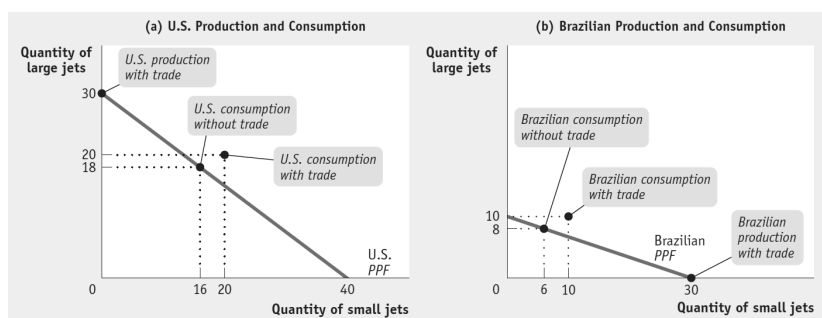 (a) U.S. Production and Consumption
Quantity of
large jets
U.S. production
with trade
30
U.S. consumption
without trade
20
18
U.S. consumption
with trade
U.S.
PPF
0
16
20
40
Quantity of small jets
(b) Brazilian Production and Consumption
Quantity of
large jets
Brazilian consumption
without trade
Brazilian consumption
with trade
10
8
Brazilian
PPF
Brazilian
production
with trade
0
6
10
30
Quantity of small jets